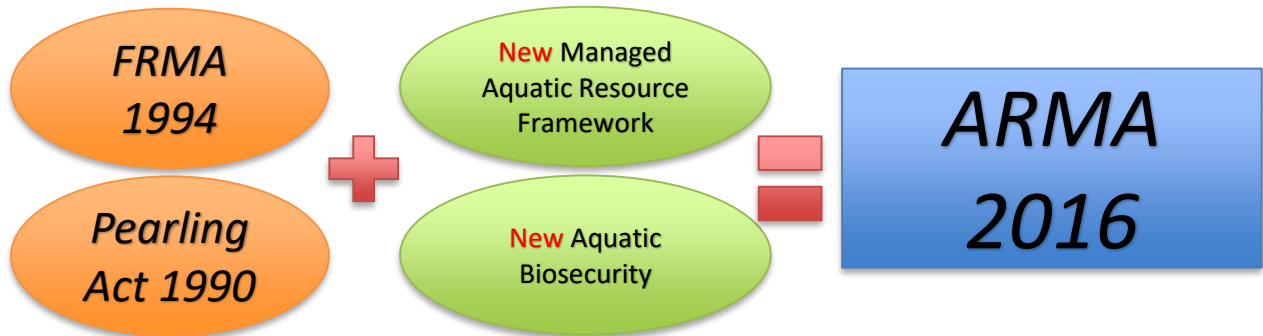 FRMA
1994
Pearling
Act 1990
New Managed
Aquatic Resource
Framework
New Aquatic
Biosecurity
ARMA
2016